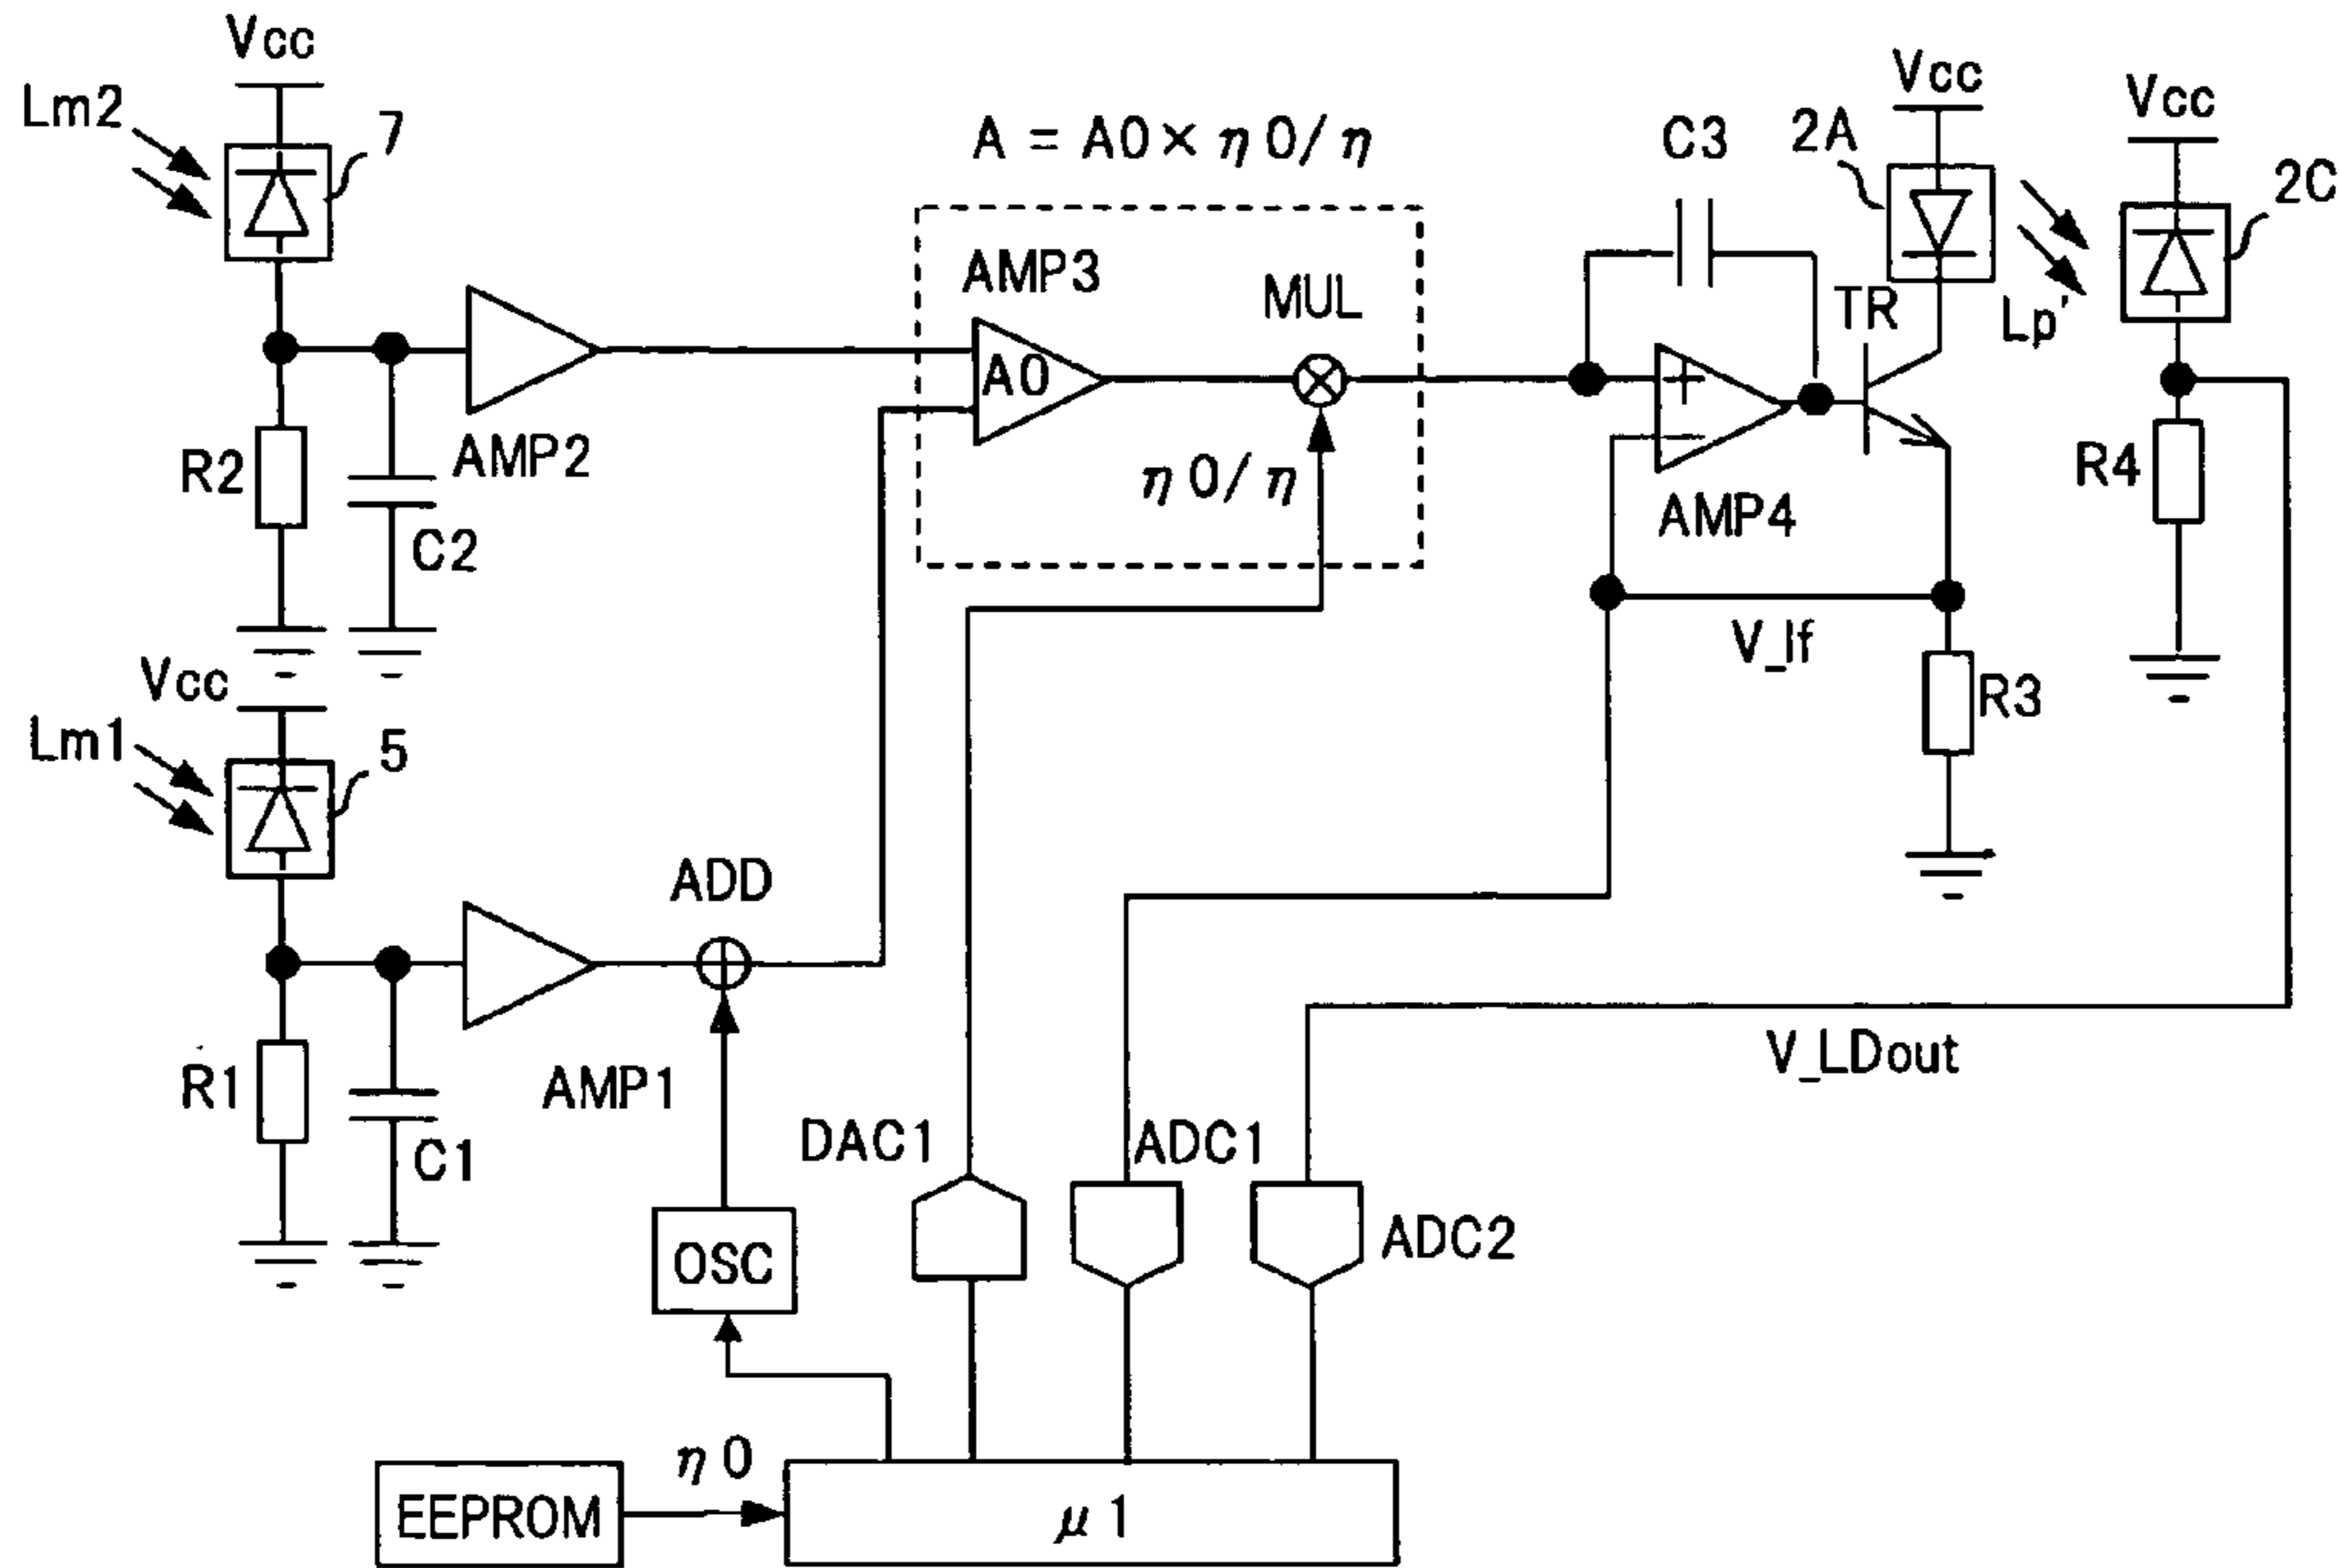 Vcc
Lm2
7
R2
C2
AMP2
Vcc
Lm1
5
R1
C1
AMP1
ADD
OSC
A = A0 × η0/η
AMP3
A0
MUL
η0/η
C3
+
−
AMP4
Vcc
2A
TR
Lp'
Vcc
2C
R4
V_If
R3
V_LDout
DAC1
ADC1
ADC2
EEPROM
η0
μ1